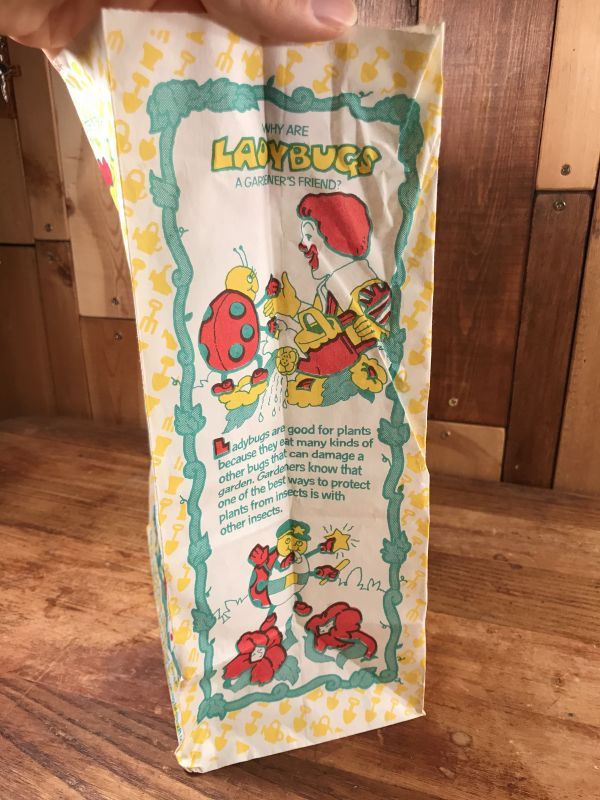 WHY ARE
LADYBUGS
A GARDENER'S FRIEND?
Ladybugs are good for plants
because they eat many kinds of
other bugs that can damage a
garden. Gardeners know that
one of the best ways to protect
plants from insects is with
other insects.